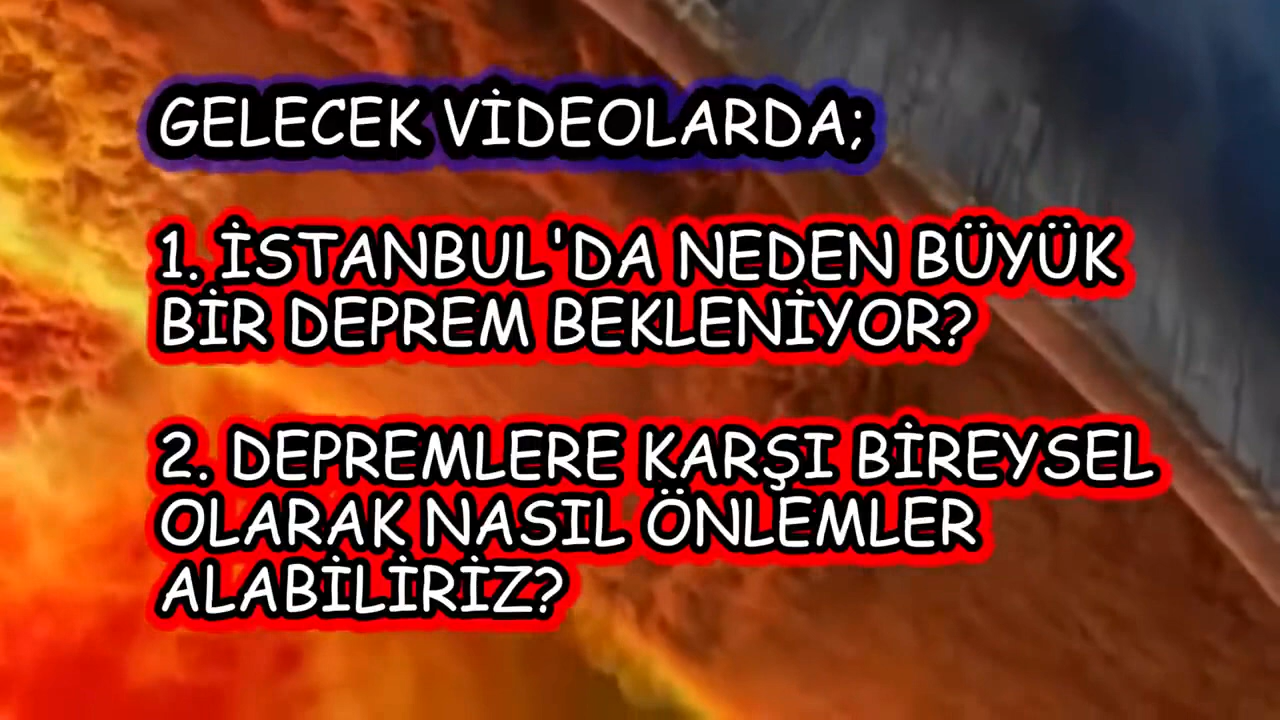 GELECEK VİDEOLARDA;
1. İSTANBUL'DA NEDEN BÜYÜK
BİR DEPREM BEKLENİYOR?
2. DEPREMLERE KARŞI BİREYSEL
OLARAK NASIL ÖNLEMLER
ALABİLİRİZ?